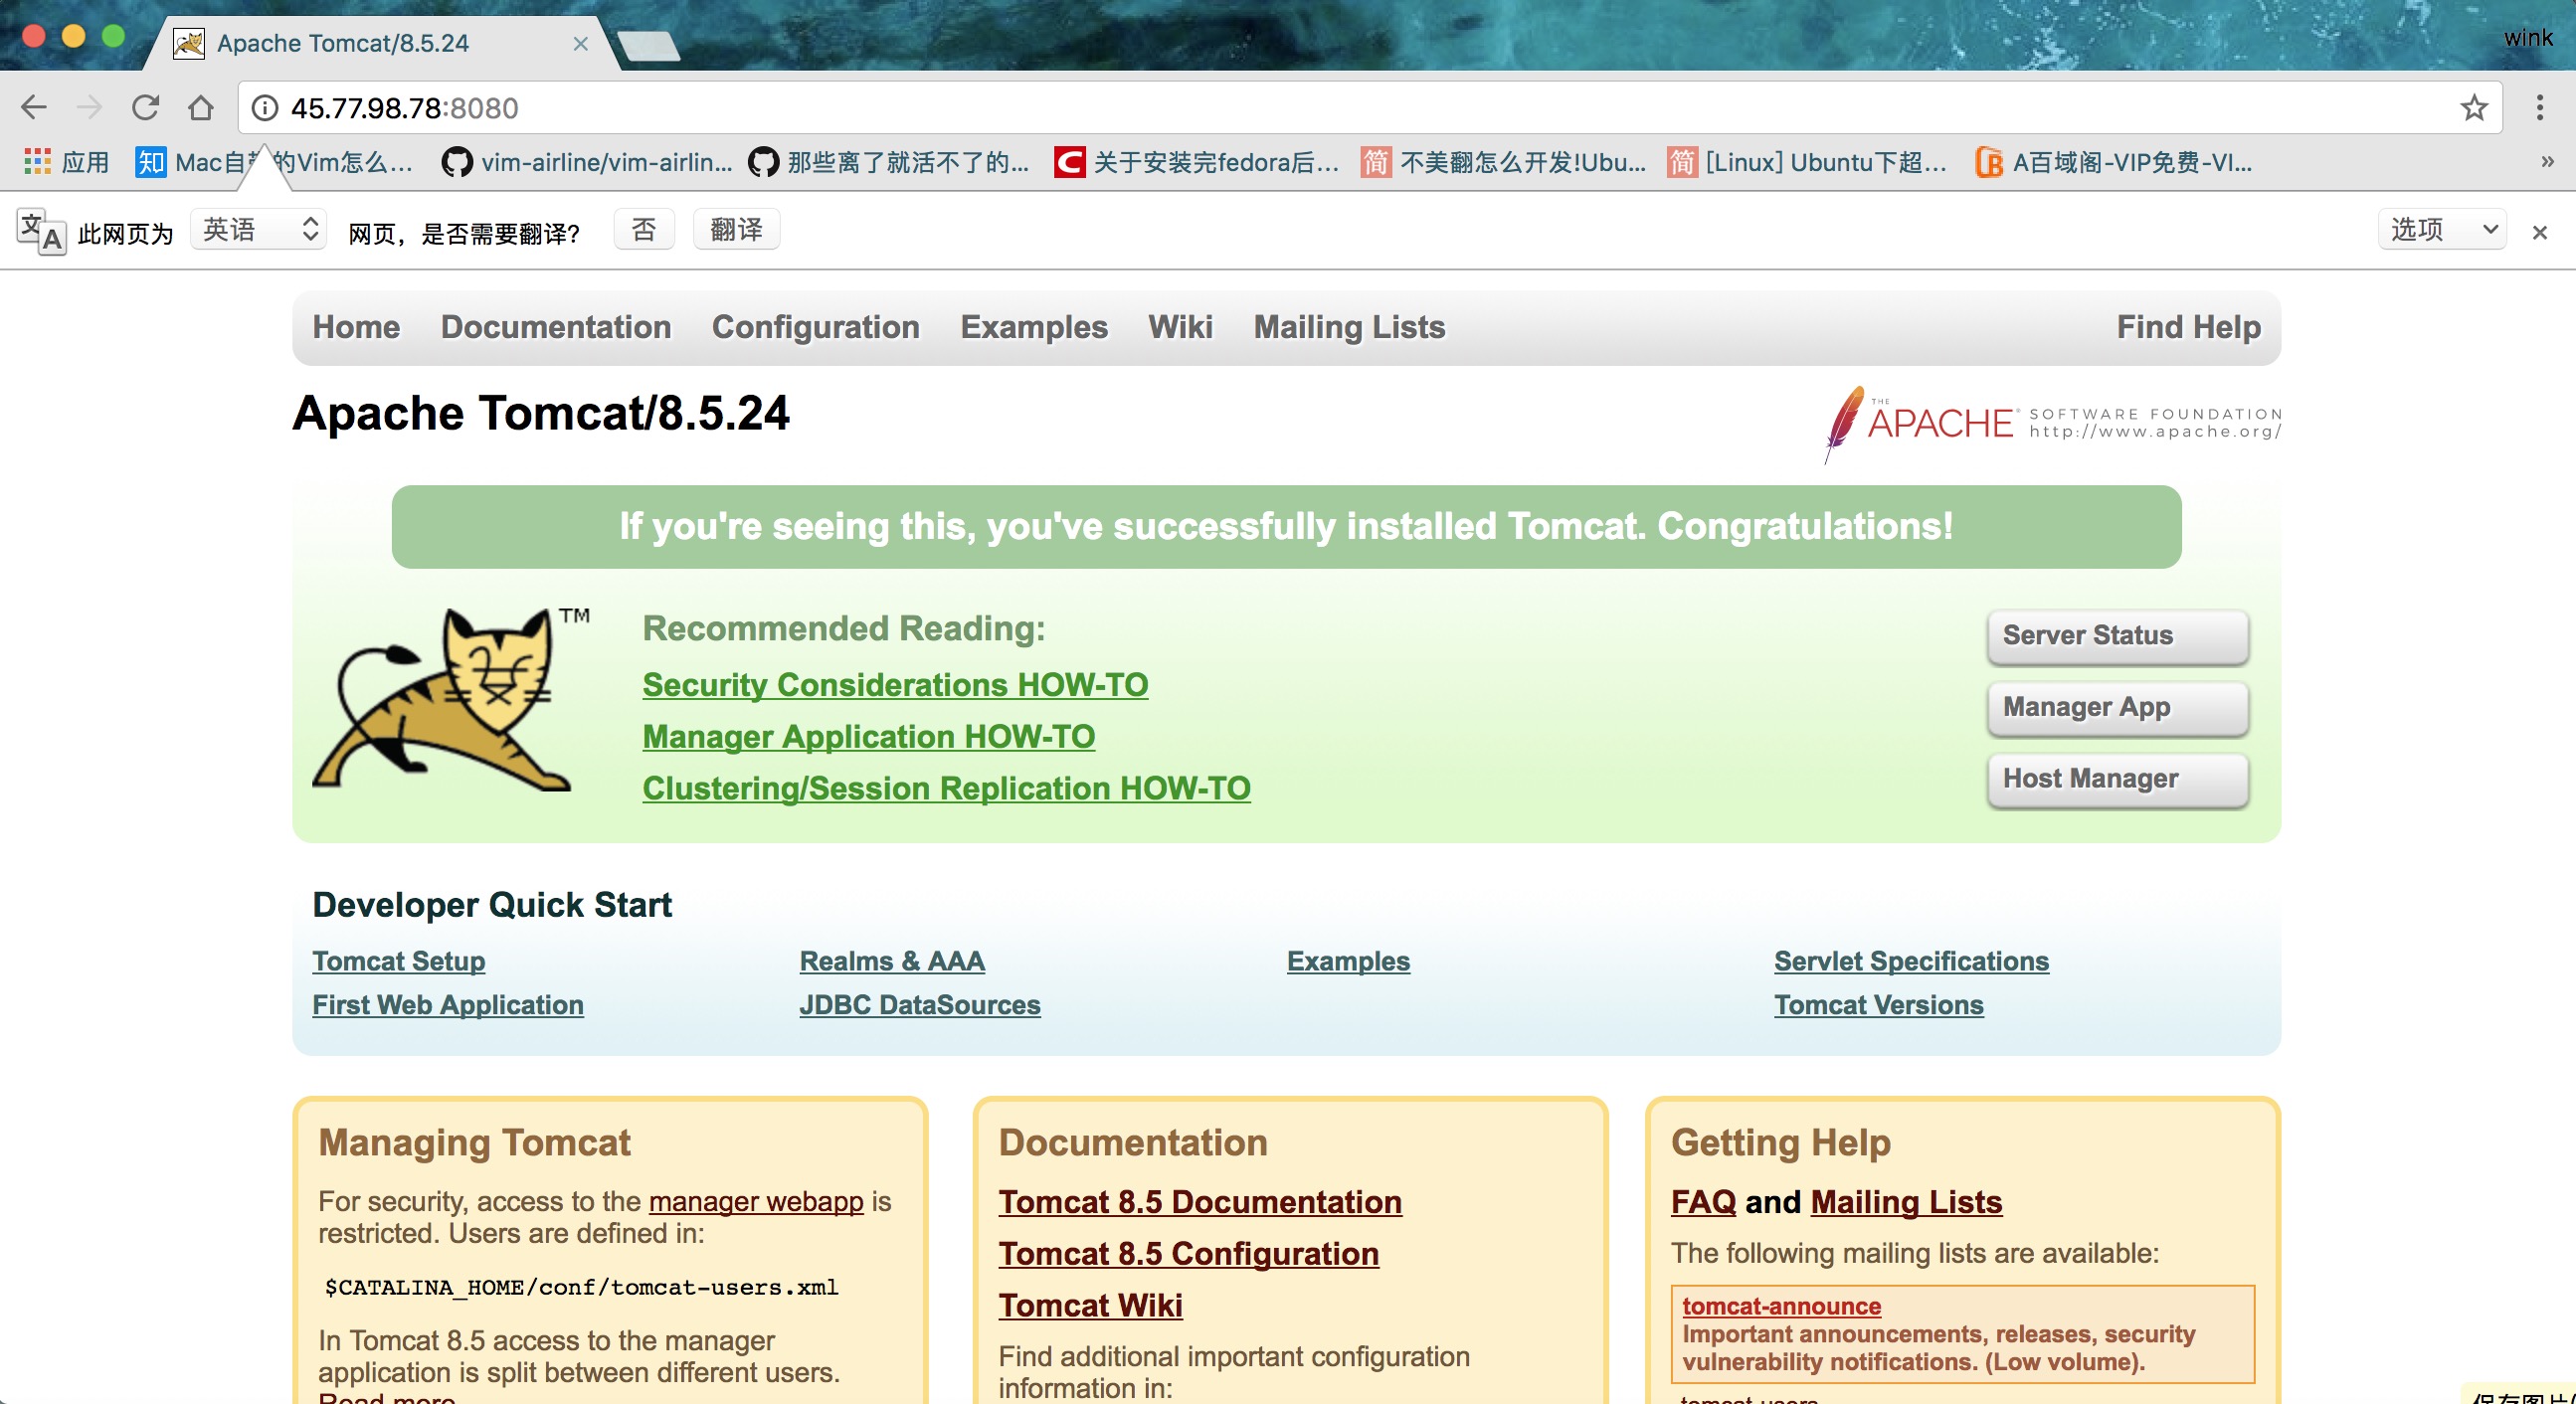 Apache Tomcat/8.5.24
wink
45.77.98.78:8080
应用 知 Mac自 的Vim怎么... vim-airline/vim-airlin... 那些离了就活不了的... C 关于安装完fedora后... 简 不美翻怎么开发!Ubu... 简 [Linux] Ubuntu下超... A百域阁-VIP免费-VI... »
文A 此网页为 英语 网页，是否需要翻译? 否 翻译 选项
Home Documentation Configuration Examples Wiki Mailing Lists Find Help
Apache Tomcat/8.5.24
THE APACHE® SOFTWARE FOUNDATION
http://www.apache.org/
If you're seeing this, you've successfully installed Tomcat. Congratulations!
TM
Recommended Reading:
Security Considerations HOW-TO
Manager Application HOW-TO
Clustering/Session Replication HOW-TO
Server Status
Manager App
Host Manager
Developer Quick Start
Tomcat Setup
First Web Application
Realms & AAA
JDBC DataSources
Examples
Servlet Specifications
Tomcat Versions
Managing Tomcat
For security, access to the manager webapp is
restricted. Users are defined in:
$CATALINA_HOME/conf/tomcat-users.xml
In Tomcat 8.5 access to the manager
application is split between different users.
Read more...
Documentation
Tomcat 8.5 Documentation
Tomcat 8.5 Configuration
Tomcat Wiki
Find additional important configuration
information in:
Getting Help
FAQ and Mailing Lists
The following mailing lists are available:
tomcat-announce
Important announcements, releases, security
vulnerability notifications. (Low volume).
tomcat-users
保存图片